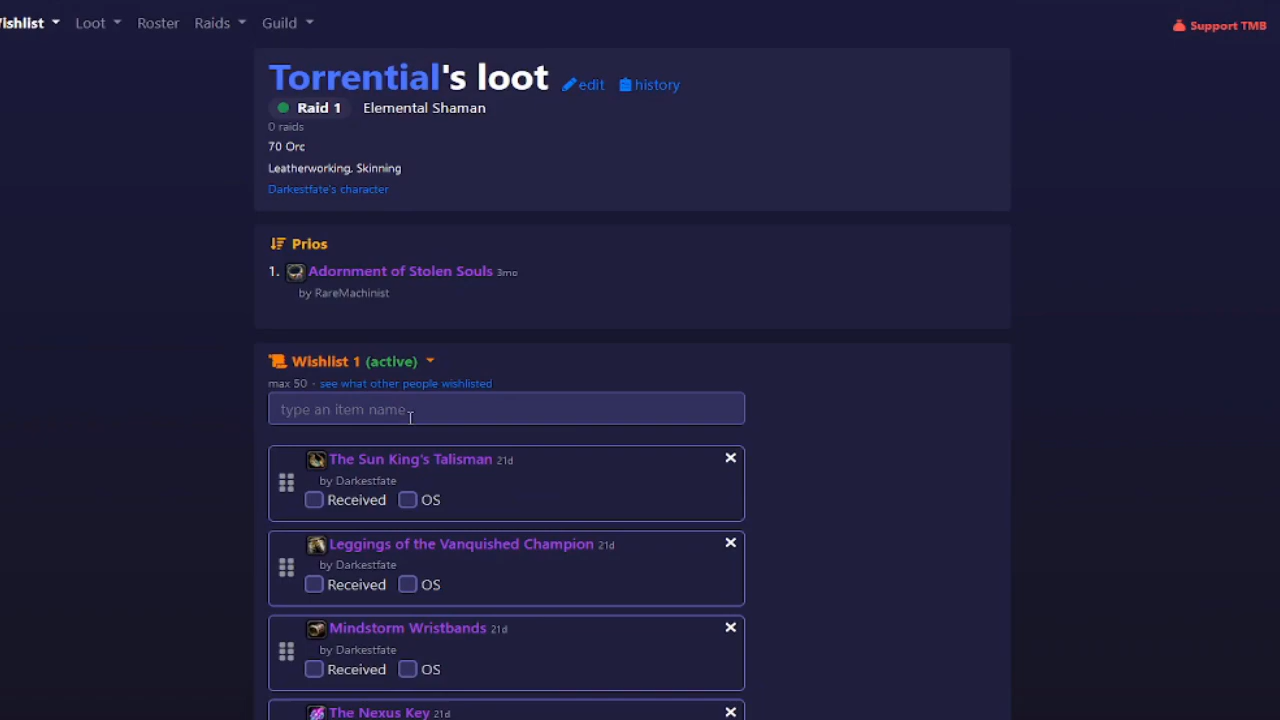 Wishlist Loot Roster Raids Guild
Support TMB
Torrential's loot edit history
Raid 1 Elemental Shaman
0 raids
70 Orc
Leatherworking, Skinning
Darkestfate's character
Prios
1. Adornment of Stolen Souls 3mo
by RareMachinist
Wishlist 1 (active)
max 50 - see what other people wishlisted
type an item name
The Sun King's Talisman 21d
by Darkestfate
Received OS
Leggings of the Vanquished Champion 21d
by Darkestfate
Received OS
Mindstorm Wristbands 21d
by Darkestfate
Received OS
The Nexus Key 21d